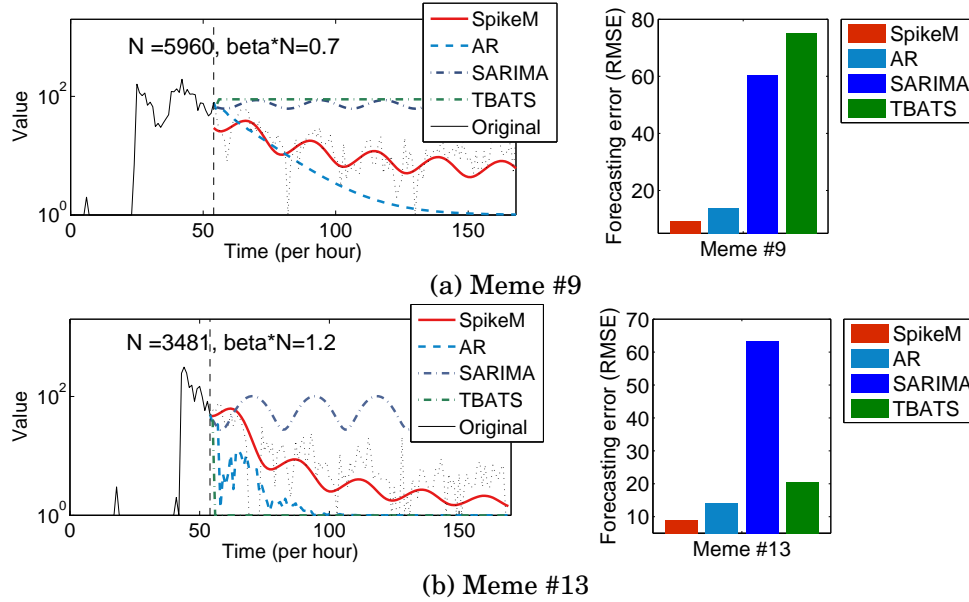 N =5960, beta*N=0.7
Value
10^2
10^0
0
50
100
150
Time (per hour)
SpikeM
AR
SARIMA
TBATS
Original
Forecasting error (RMSE)
80
60
40
20
Meme #9
SpikeM
AR
SARIMA
TBATS
(a) Meme #9
N =3481, beta*N=1.2
Value
10^2
10^0
0
50
100
150
Time (per hour)
SpikeM
AR
SARIMA
TBATS
Original
Forecasting error (RMSE)
70
60
50
40
30
20
10
Meme #13
SpikeM
AR
SARIMA
TBATS
(b) Meme #13